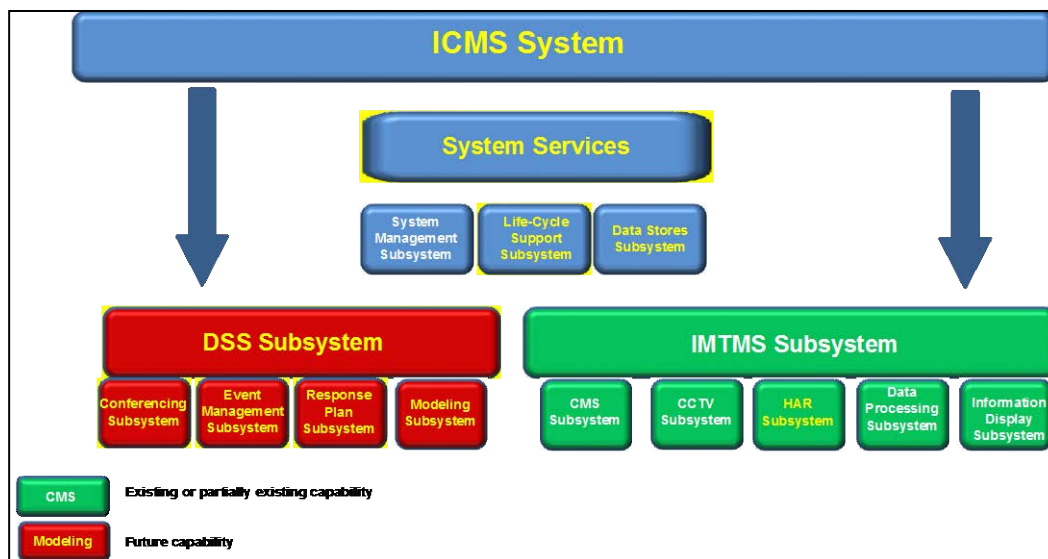 ICMS System
System Services
System
Management
Subsystem
Life-Cycle
Support
Subsystem
Data Stores
Subsystem
DSS Subsystem
IMTMS Subsystem
Conferencing
Subsystem
Event
Management
Subsystem
Response
Plan
Subsystem
Modeling
Subsystem
CMS
Subsystem
CCTV
Subsystem
HAR
Subsystem
Data
Processing
Subsystem
Information
Display
Subsystem
CMS
Existing or partially existing capability
Modeling
Future capability